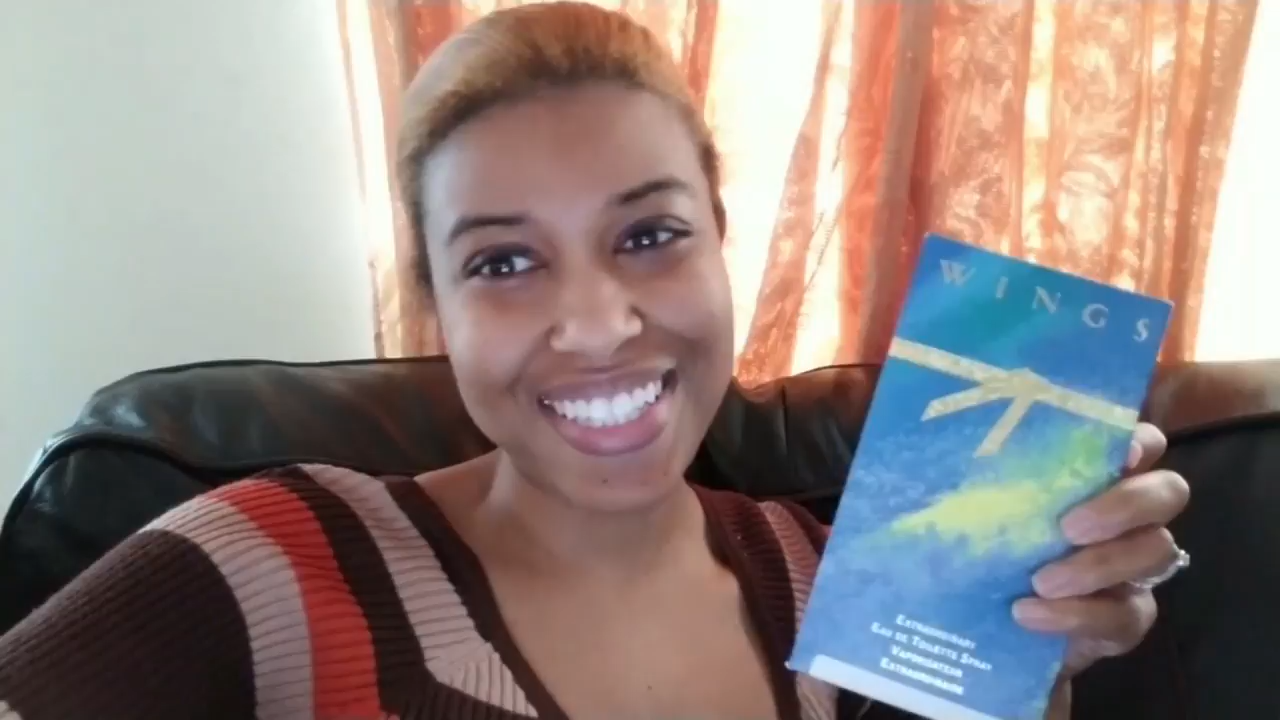 WINGS
EXTRAORDINARY
EAU DE TOILETTE SPRAY
VAPORISATEUR
EXTRAORDINAIRE